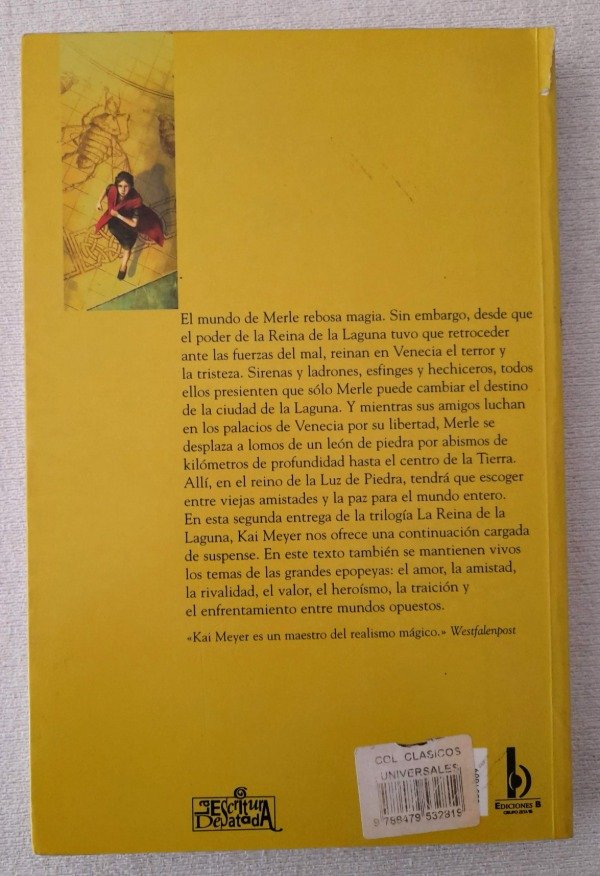 El mundo de Merle rebosa magia. Sin embargo, desde que
el poder de la Reina de la Laguna tuvo que retroceder
ante las fuerzas del mal, reinan en Venecia el terror y
la tristeza. Sirenas y ladrones, esfinges y hechiceros, todos
ellos presienten que sólo Merle puede cambiar el destino
de la ciudad de la Laguna. Y mientras sus amigos luchan
en los palacios de Venecia por su libertad, Merle se
desplaza a lomos de un león de piedra por abismos de
kilómetros de profundidad hasta el centro de la Tierra.
Allí, en el reino de la Luz de Piedra, tendrá que escoger
entre viejas amistades y la paz para el mundo entero.
En esta segunda entrega de la trilogía La Reina de la
Laguna, Kai Meyer nos ofrece una continuación cargada
de suspense. En este texto también se mantienen vivos
los temas de las grandes epopeyas: el amor, la amistad,
la rivalidad, el valor, el heroísmo, la traición y
el enfrentamiento entre mundos opuestos.
«Kai Meyer es un maestro del realismo mágico.» Westfalenpost
COL CLASICOS
UNIVERSALES
9 788479 532819
la Escritura
Desatada
b
EDICIONES B
GRUPO ZETA